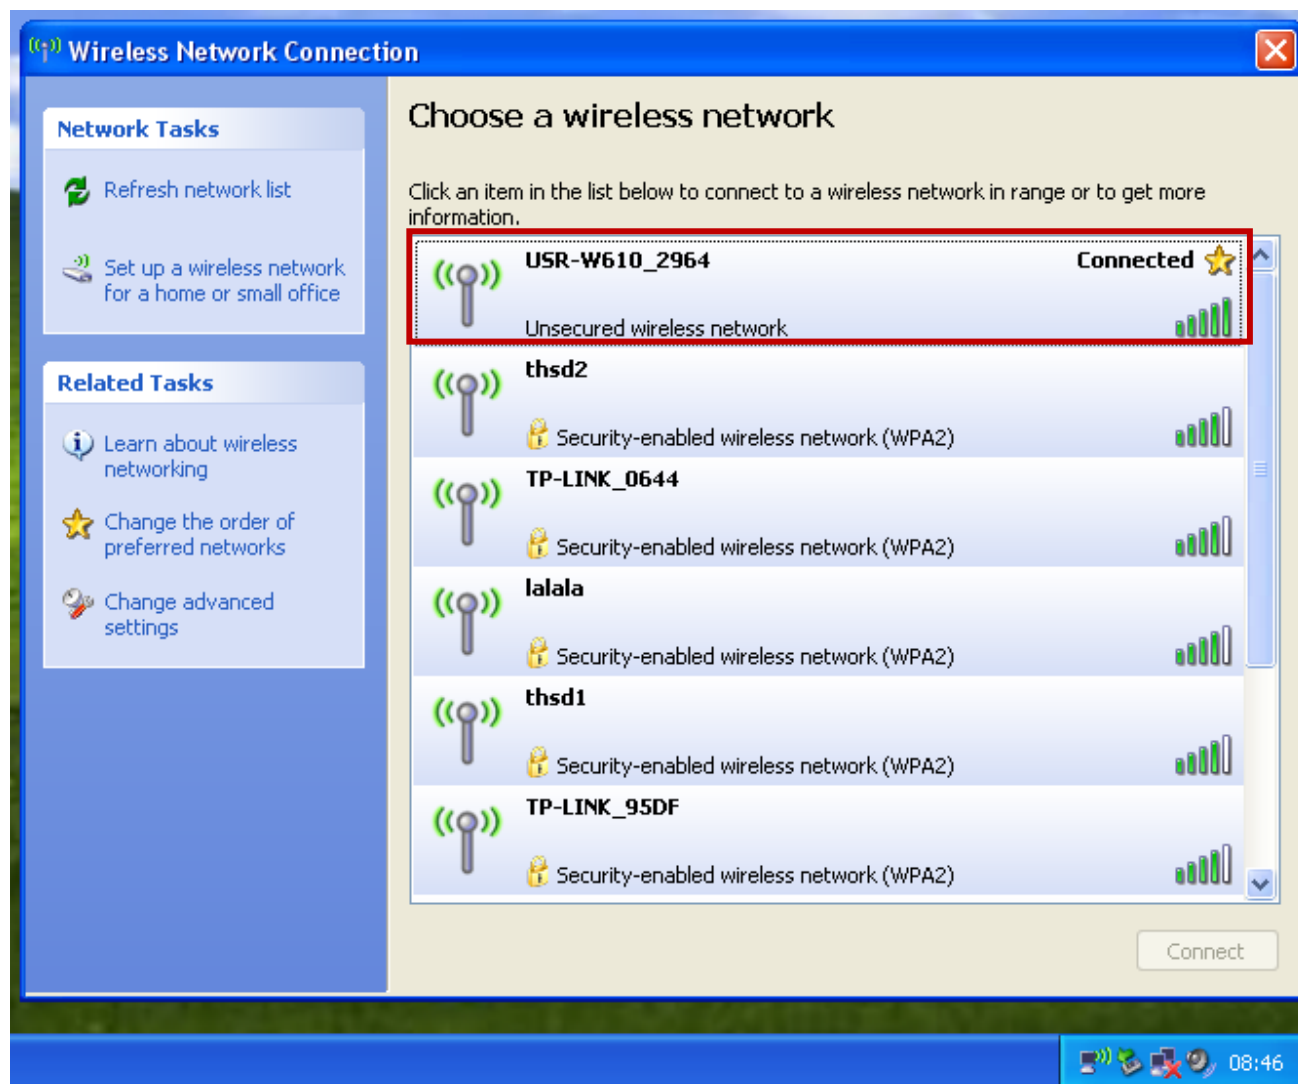 Wireless Network Connection
Network Tasks
Refresh network list
Set up a wireless network
for a home or small office
Related Tasks
Learn about wireless
networking
Change the order of
preferred networks
Change advanced
settings
Choose a wireless network
Click an item in the list below to connect to a wireless network in range or to get more
information.
USR-W610_2964 Connected
Unsecured wireless network
thsd2
Security-enabled wireless network (WPA2)
TP-LINK_0644
Security-enabled wireless network (WPA2)
lalala
Security-enabled wireless network (WPA2)
thsd1
Security-enabled wireless network (WPA2)
TP-LINK_95DF
Security-enabled wireless network (WPA2)
Connect
08:46